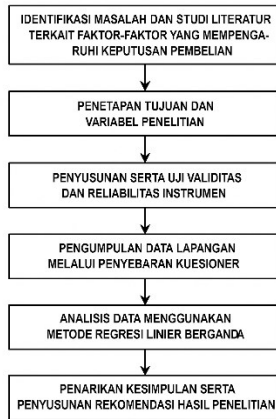 IDENTIFIKASI MASALAH DAN STUDI LITERATUR
TERKAIT FAKTOR-FAKTOR YANG MEMPENGA-
RUHI KEPUTUSAN PEMBELIAN
PENETAPAN TUJUAN DAN
VARIABEL PENELITIAN
PENYUSUNAN SERTA UJI VALIDITAS
DAN RELIABILITAS INSTRUMEN
PENGUMPULAN DATA LAPANGAN
MELALUI PENYEBARAN KUESIONER
ANALISIS DATA MENGGUNAKAN
METODE REGRESI LINIER BERGANDA
PENARIKAN KESIMPULAN SERTA
PENYUSUNAN REKOMENDASI HASIL PENELITIAN